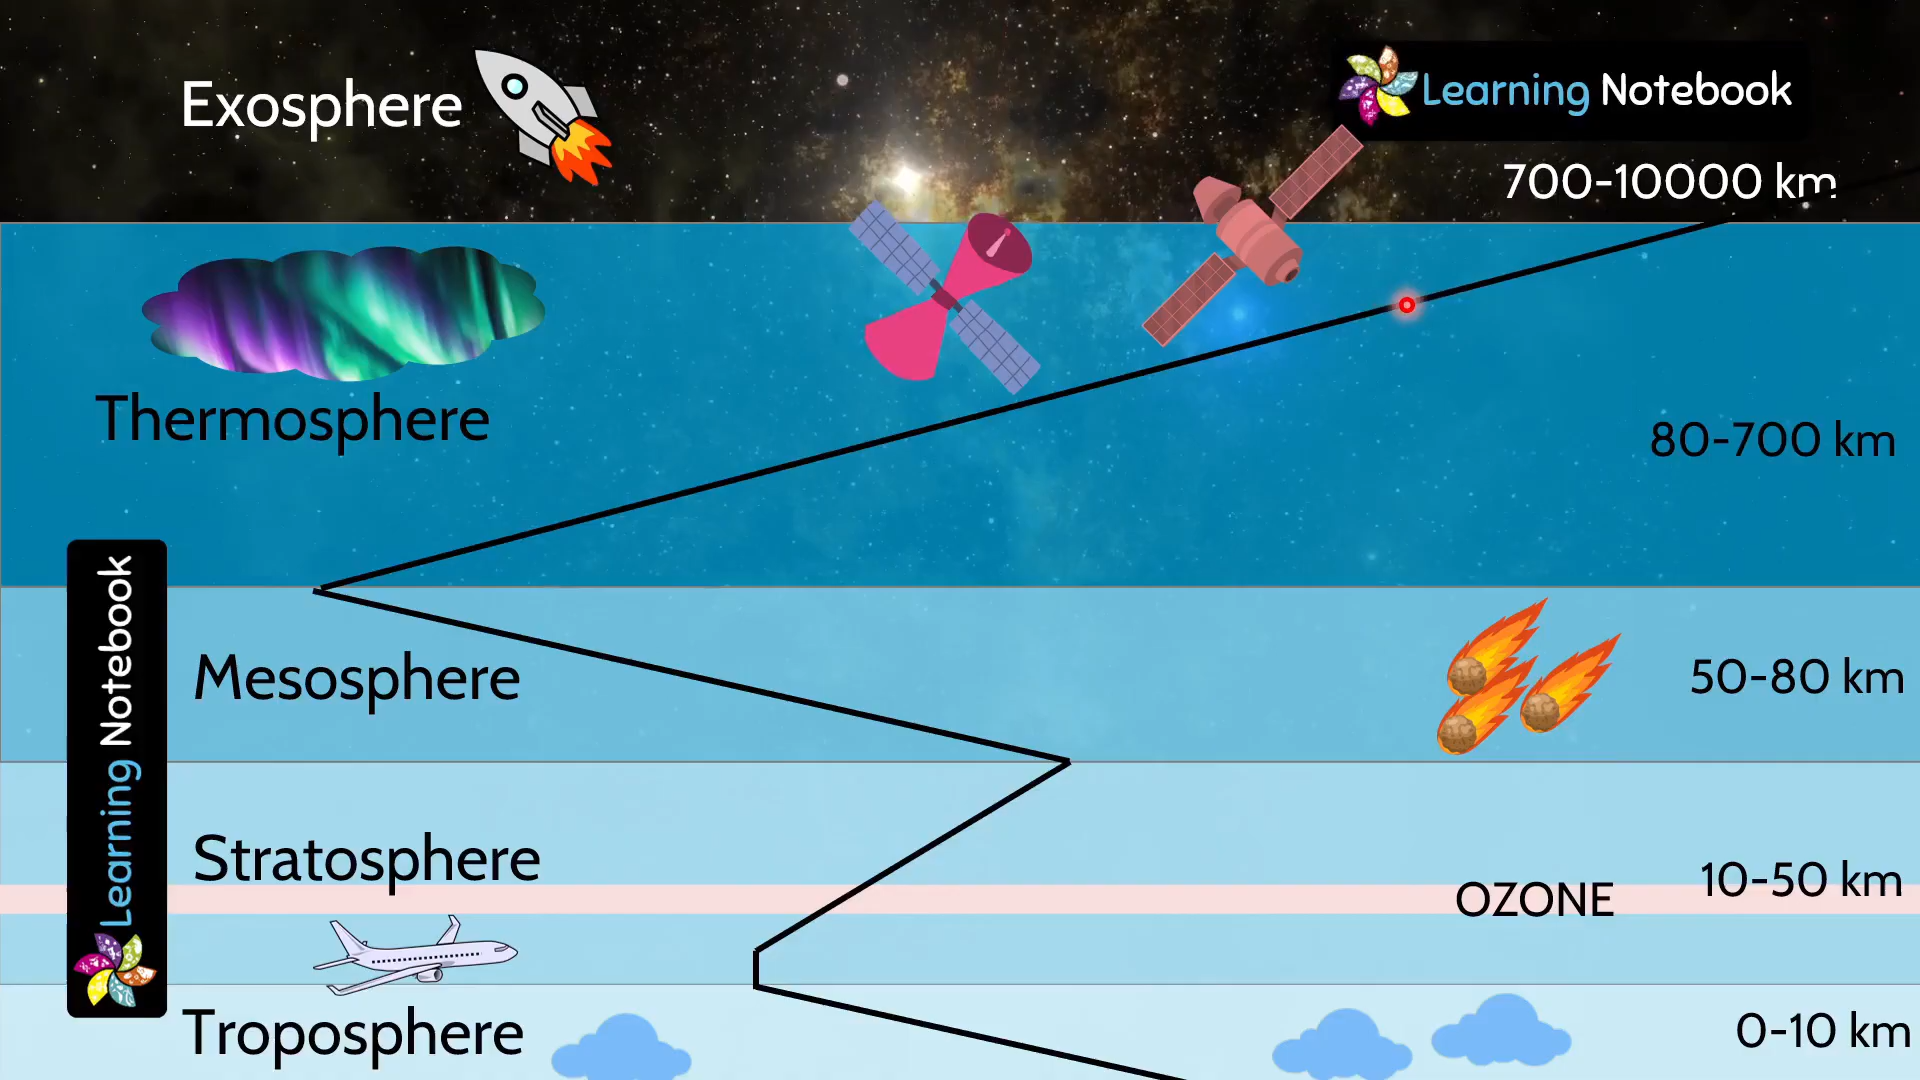 Exosphere
Learning Notebook
700-10000 km
Thermosphere
80-700 km
Learning Notebook
Mesosphere
50-80 km
Stratosphere
10-50 km
OZONE
Troposphere
0-10 km